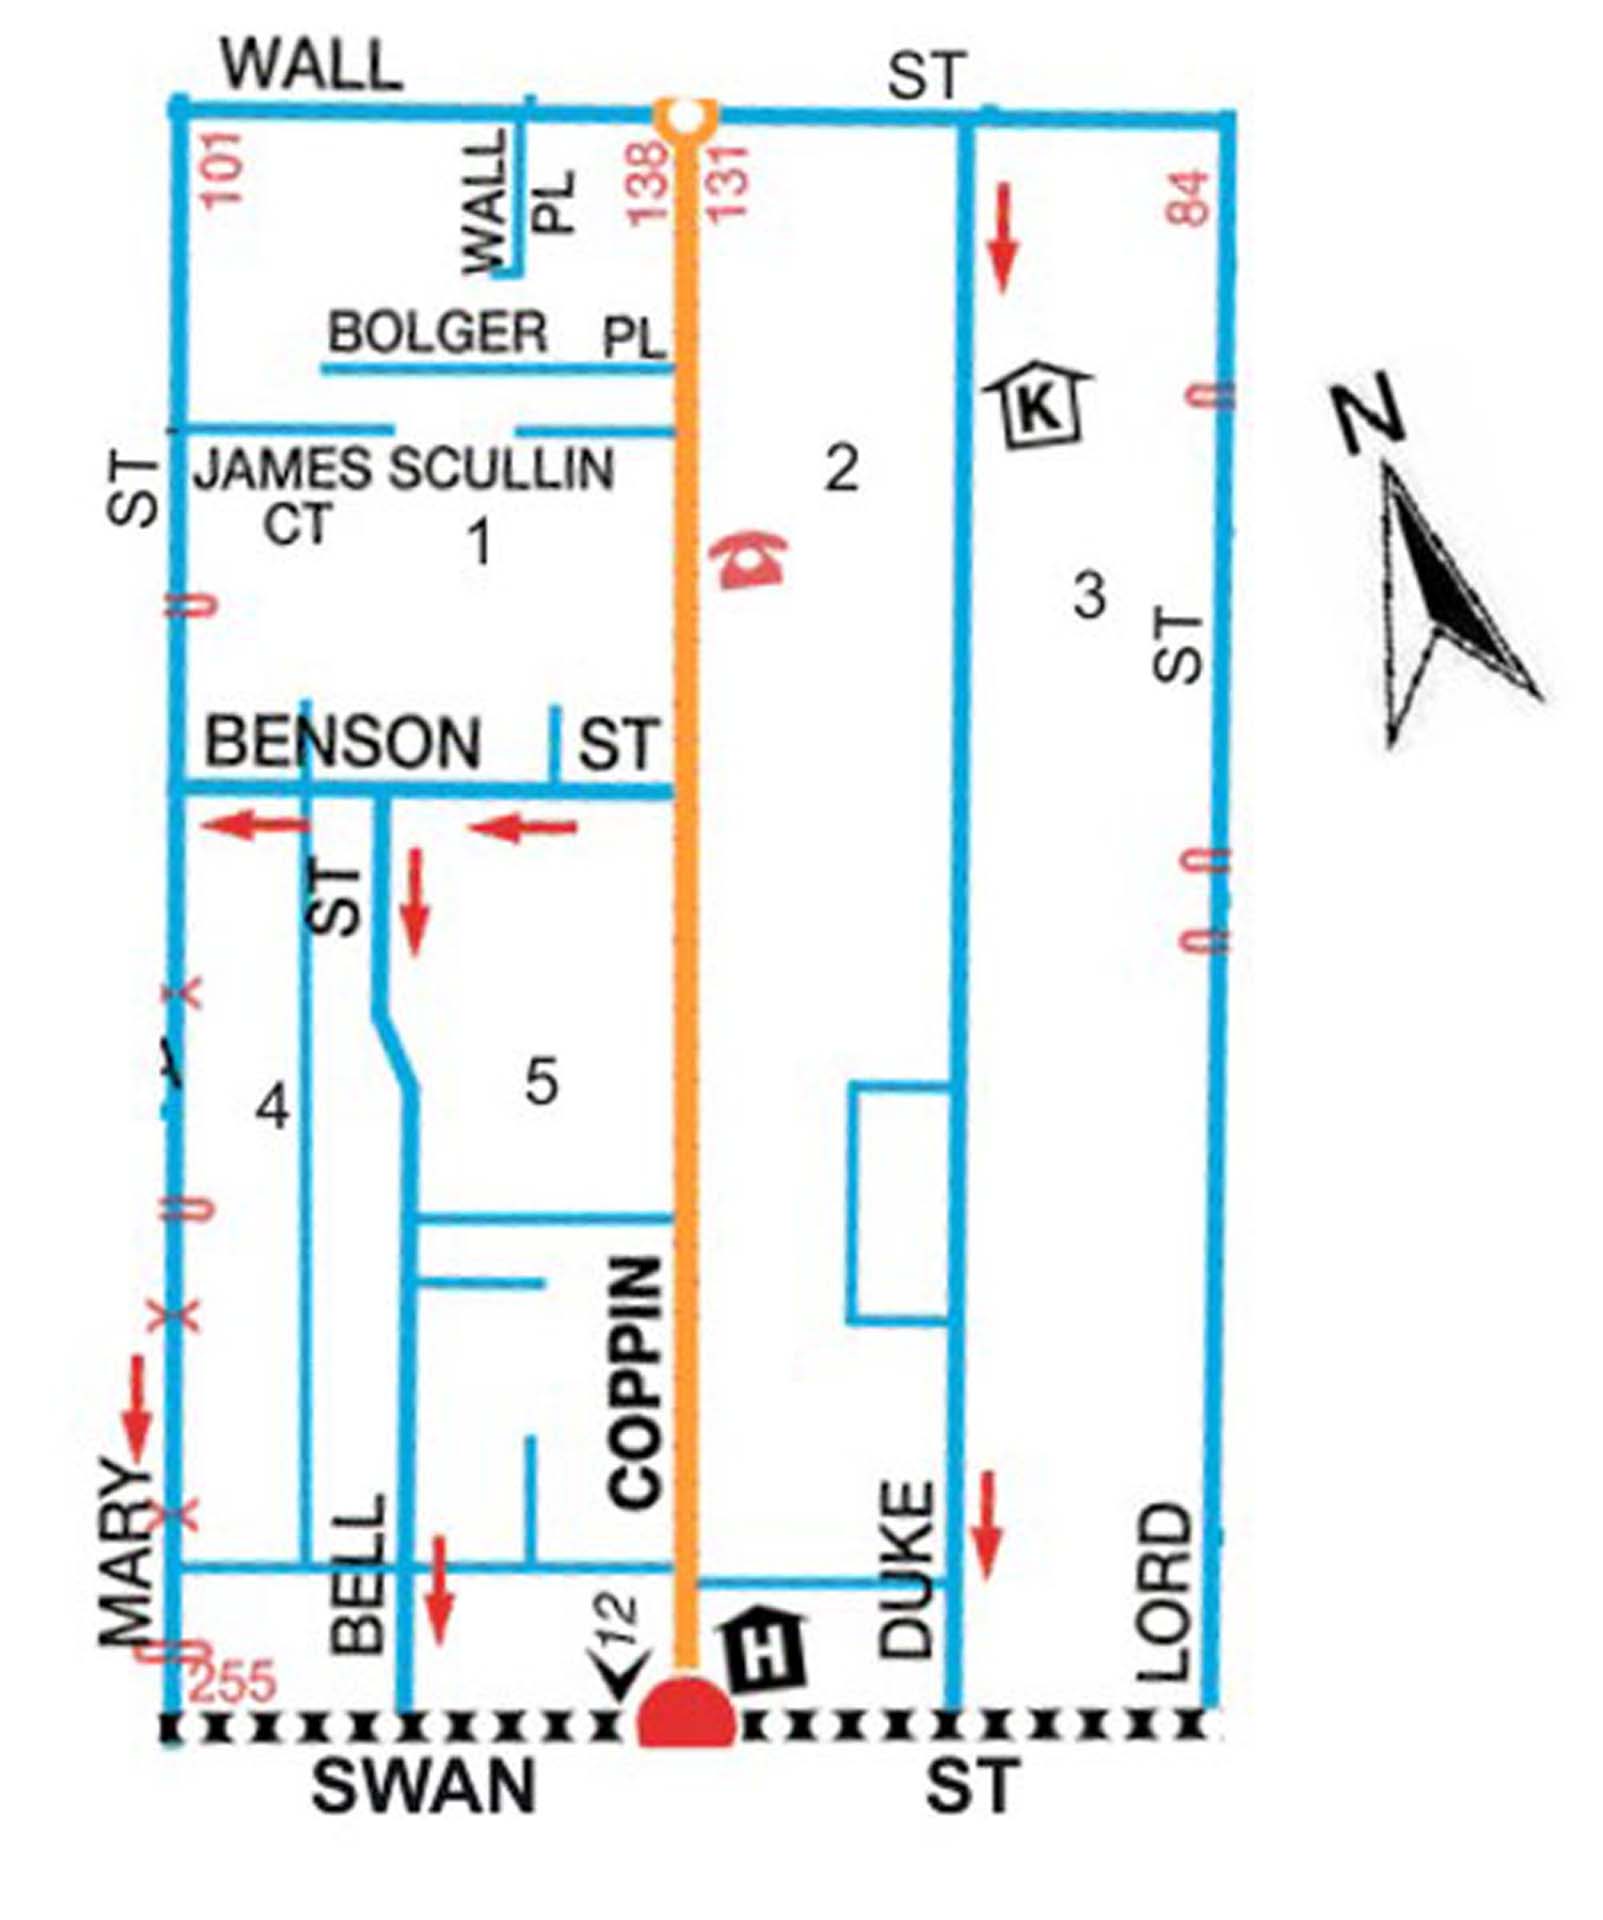 WALL ST
101
WALL PL
138
131
84
BOLGER PL
K
N
ST
JAMES SCULLIN
CT
1
2
3
ST
BENSON ST
ST
4
5
COPPIN
MARY
BELL
DUKE
LORD
12
H
255
SWAN ST